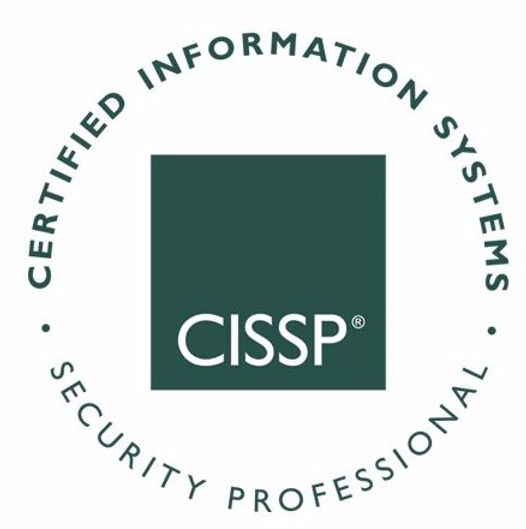 CERTIFIED INFORMATION SYSTEMS
CISSP®
• SECURITY PROFESSIONAL •